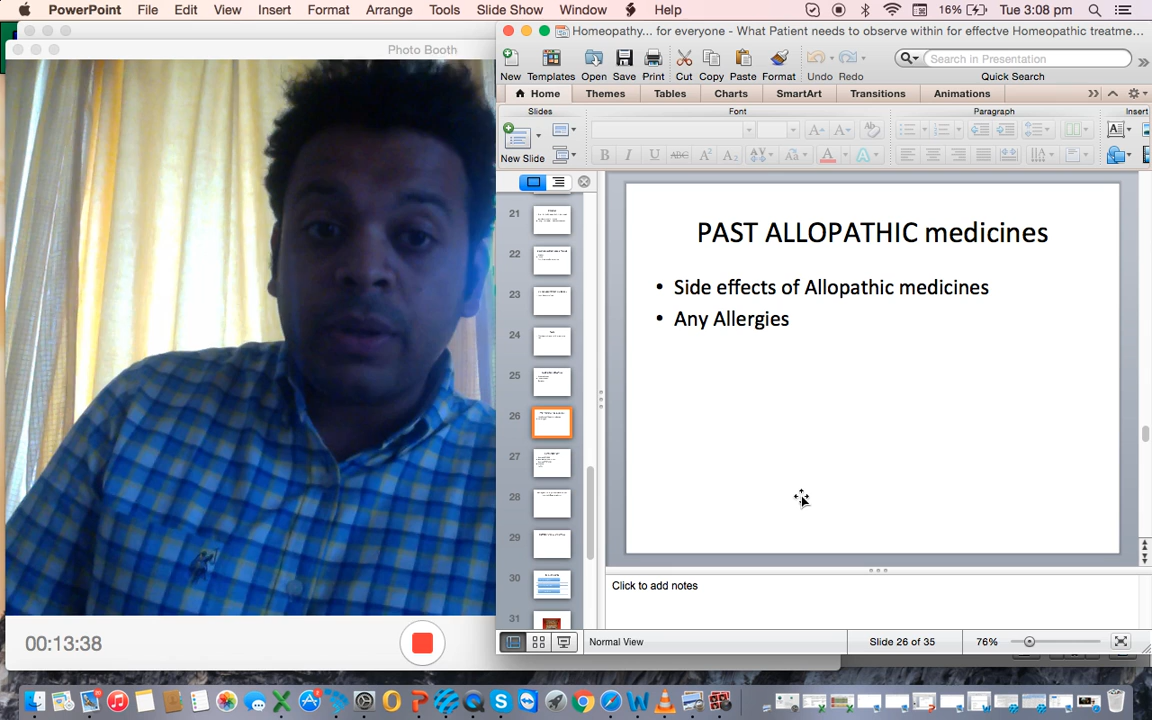 PowerPoint File Edit View Insert Format Arrange Tools Slide Show Window Help 16% Tue 3:08 pm
Photo Booth
Homeopathy... for everyone - What Patient needs to observe within for effectve Homeopathic treatme...
Search in Presentation
New Templates Open Save Print Cut Copy Paste Format Undo Redo Quick Search
Home Themes Tables Charts SmartArt Transitions Animations
Slides Font Paragraph Insert
New Slide
21
22
23
24
25
26
27
28
29
30
31
PAST ALLOPATHIC medicines
• Side effects of Allopathic medicines
• Any Allergies
Click to add notes
00:13:38
Normal View Slide 26 of 35 76%